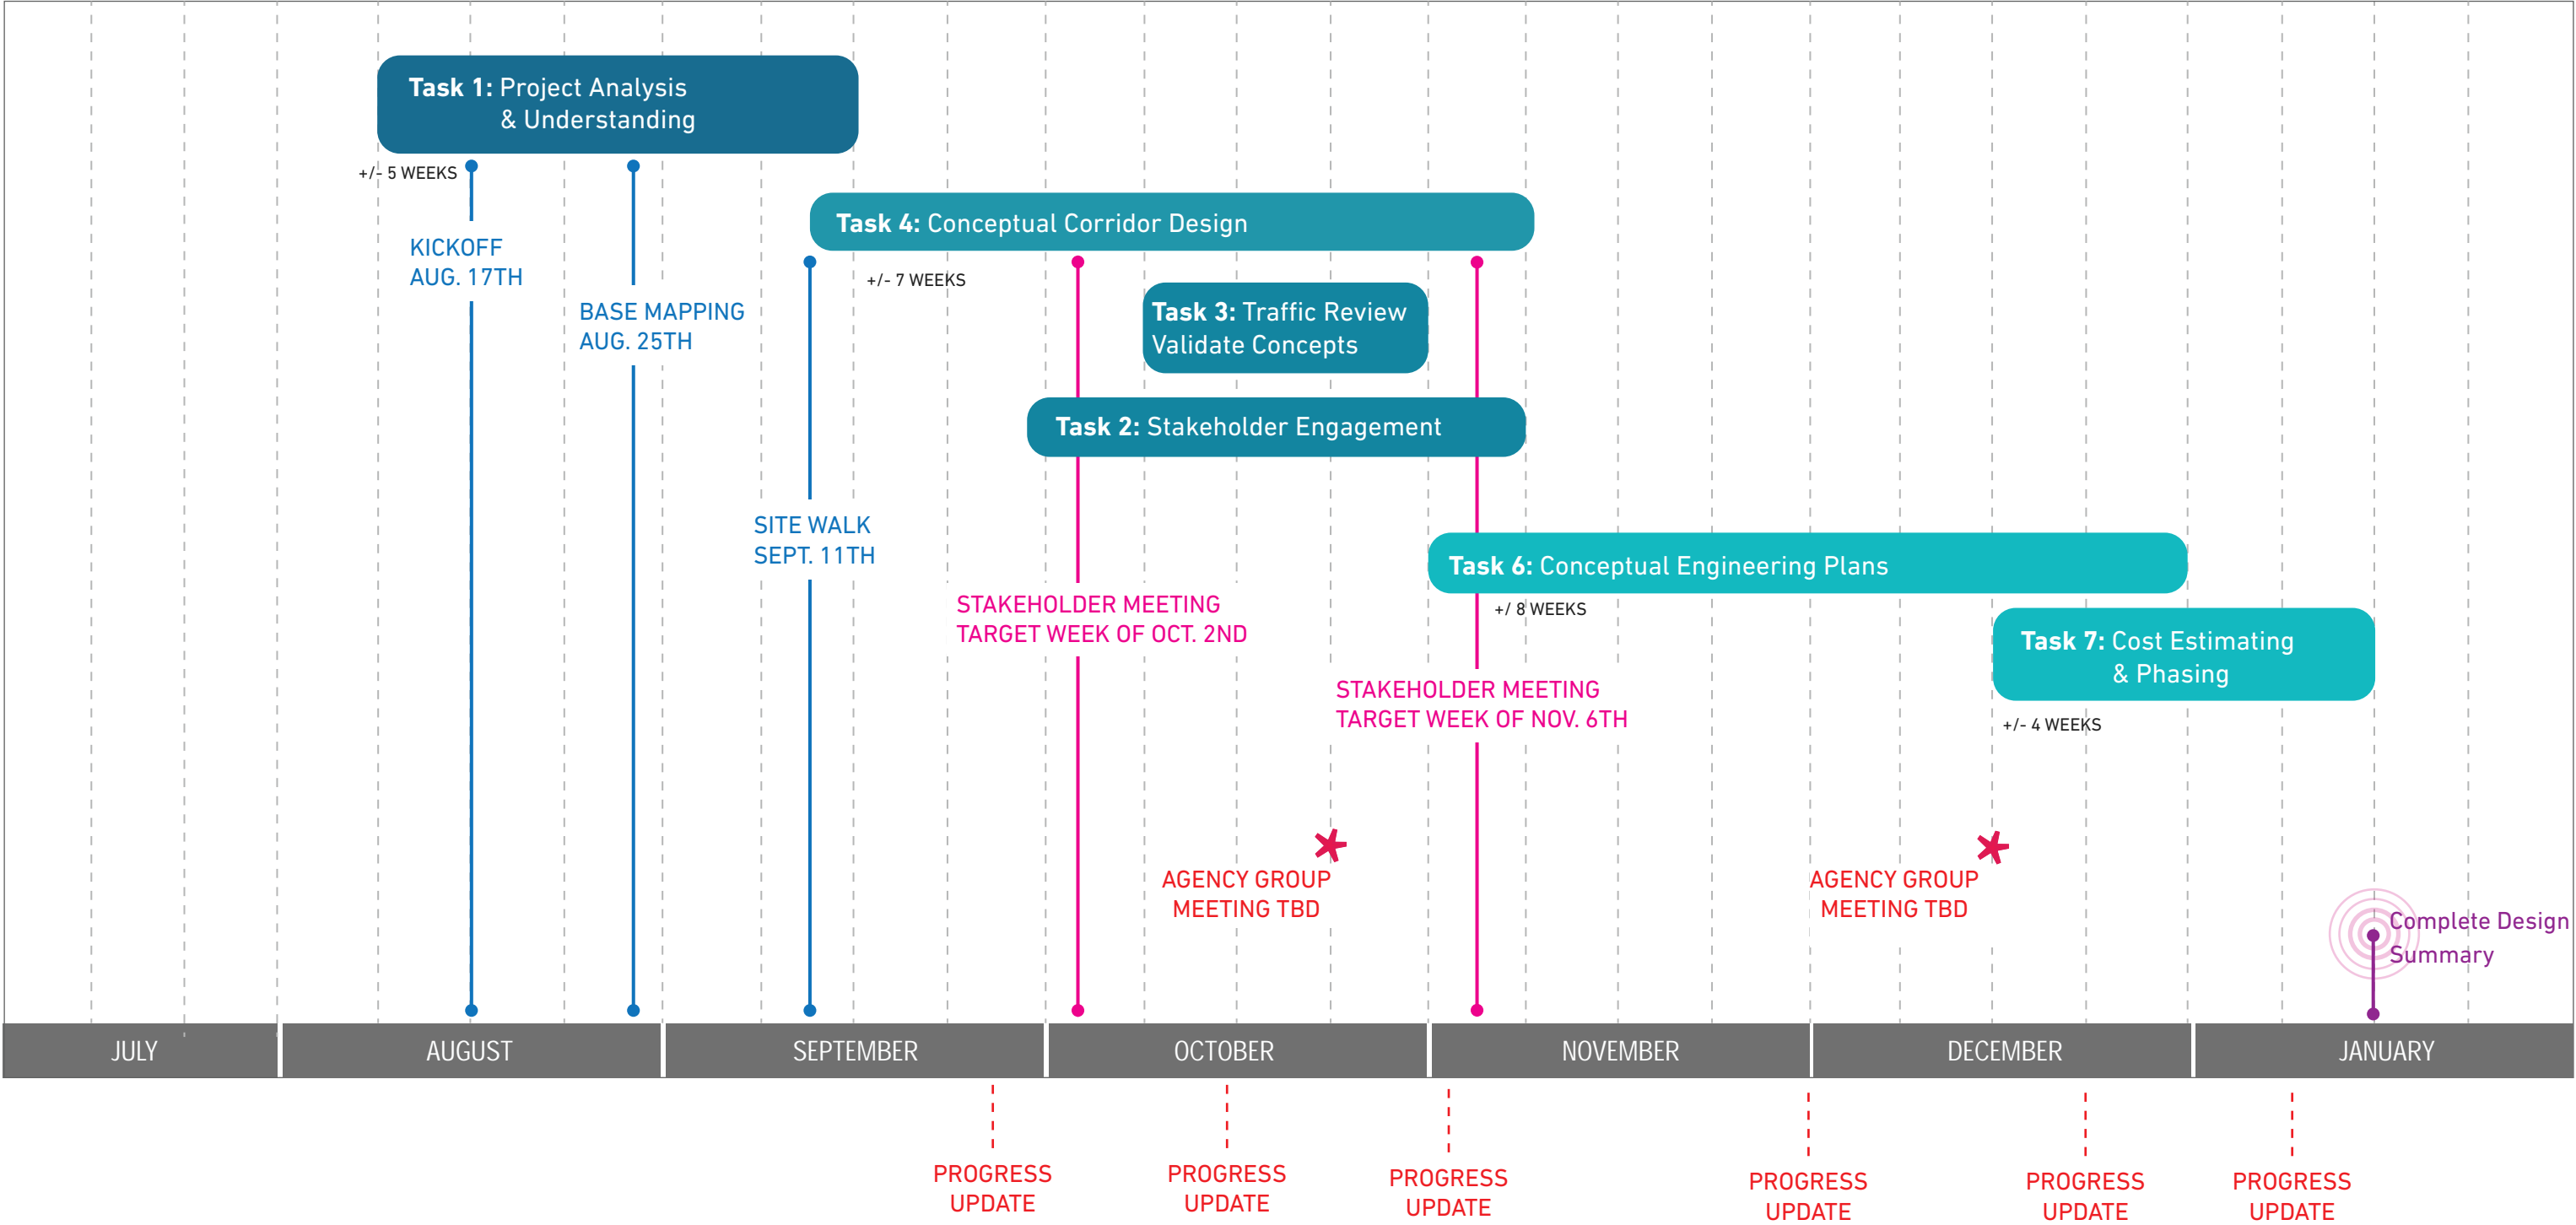 Task 1: Project Analysis
& Understanding
+/- 5 WEEKS
KICKOFF
AUG. 17TH
BASE MAPPING
AUG. 25TH
Task 4: Conceptual Corridor Design
+/- 7 WEEKS
Task 3: Traffic Review
Validate Concepts
Task 2: Stakeholder Engagement
SITE WALK
SEPT. 11TH
STAKEHOLDER MEETING
TARGET WEEK OF OCT. 2ND
Task 6: Conceptual Engineering Plans
+/ 8 WEEKS
Task 7: Cost Estimating
& Phasing
+/- 4 WEEKS
STAKEHOLDER MEETING
TARGET WEEK OF NOV. 6TH
AGENCY GROUP
MEETING TBD
AGENCY GROUP
MEETING TBD
Complete Design
Summary
JULY
AUGUST
SEPTEMBER
OCTOBER
NOVEMBER
DECEMBER
JANUARY
PROGRESS
UPDATE
PROGRESS
UPDATE
PROGRESS
UPDATE
PROGRESS
UPDATE
PROGRESS
UPDATE
PROGRESS
UPDATE